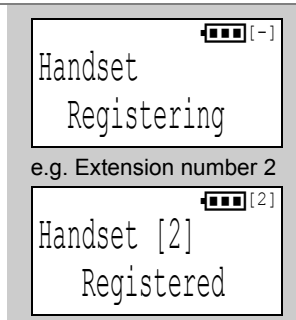 [-]
Handset
Registering
e.g. Extension number 2
[2]
Handset [2]
Registered